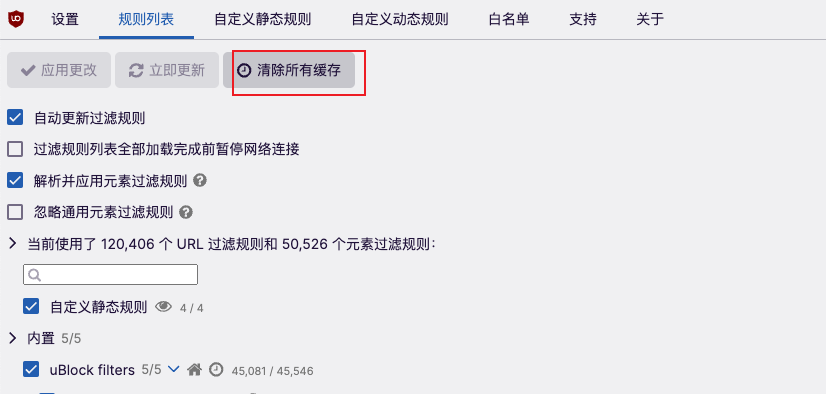 设置 规则列表 自定义静态规则 自定义动态规则 白名单 支持 关于
应用更改 立即更新 清除所有缓存
自动更新过滤规则
过滤规则列表全部加载完成前暂停网络连接
解析并应用元素过滤规则
忽略通用元素过滤规则
当前使用了 120,406 个 URL 过滤规则和 50,526 个元素过滤规则：
自定义静态规则 4 / 4
内置 5/5
uBlock filters 5/5 45,081 / 45,546